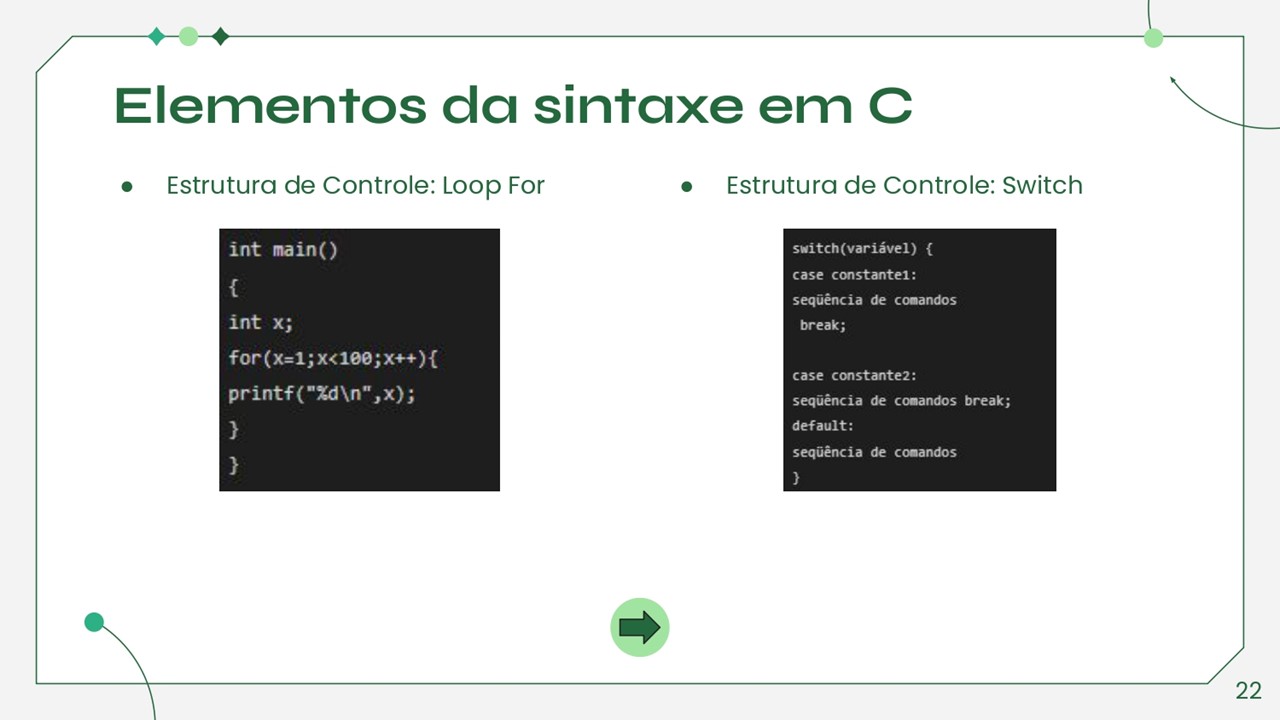 Elementos da sintaxe em C
● Estrutura de Controle: Loop For
int main()
{
int x;
for(x=1;x<100;x++){
printf("%d\n",x);
}
}
● Estrutura de Controle: Switch
switch(variável) {
case constante1:
seqüência de comandos
break;
case constante2:
seqüência de comandos break;
default:
seqüência de comandos
}
22